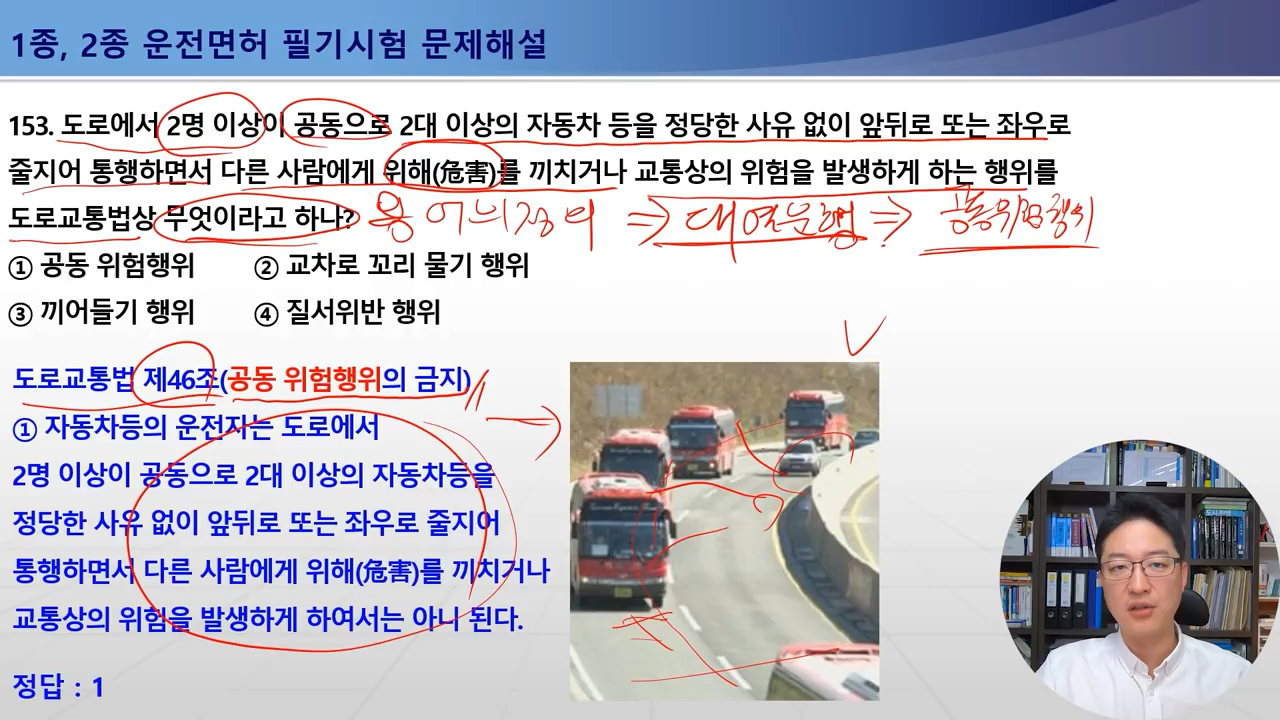 1종, 2종 운전면허 필기시험 문제해설
153. 도로에서 2명 이상이 공동으로 2대 이상의 자동차 등을 정당한 사유 없이 앞뒤로 또는 좌우로
줄지어 통행하면서 다른 사람에게 위해(危害)를 끼치거나 교통상의 위험을 발생하게 하는 행위를
도로교통법상 무엇이라고 하나?
용어의정의 ⇒ 대열운행 ⇒ 공동위험행위
① 공동 위험행위 ② 교차로 꼬리 물기 행위
③ 끼어들기 행위 ④ 질서위반 행위
도로교통법 제46조(공동 위험행위의 금지)
① 자동차등의 운전자는 도로에서
2명 이상이 공동으로 2대 이상의 자동차등을
정당한 사유 없이 앞뒤로 또는 좌우로 줄지어
통행하면서 다른 사람에게 위해(危害)를 끼치거나
교통상의 위험을 발생하게 하여서는 아니 된다.
정답 : 1